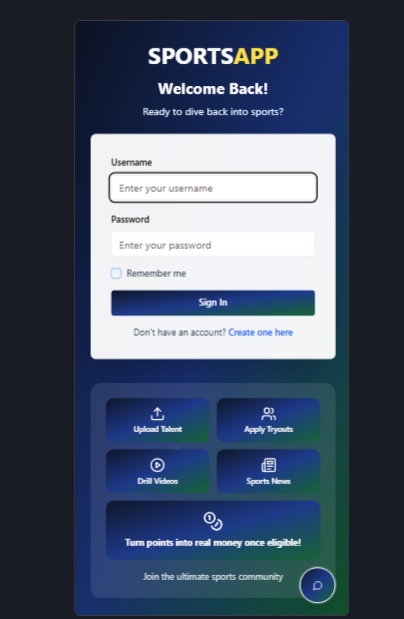 SPORTSAPP
Welcome Back!
Ready to dive back into sports?
Username
Enter your username
Password
Enter your password
Remember me
Sign In
Don't have an account? Create one here
Upload Talent
Apply Tryouts
Drill Videos
Sports News
Turn points into real money once eligible!
Join the ultimate sports community